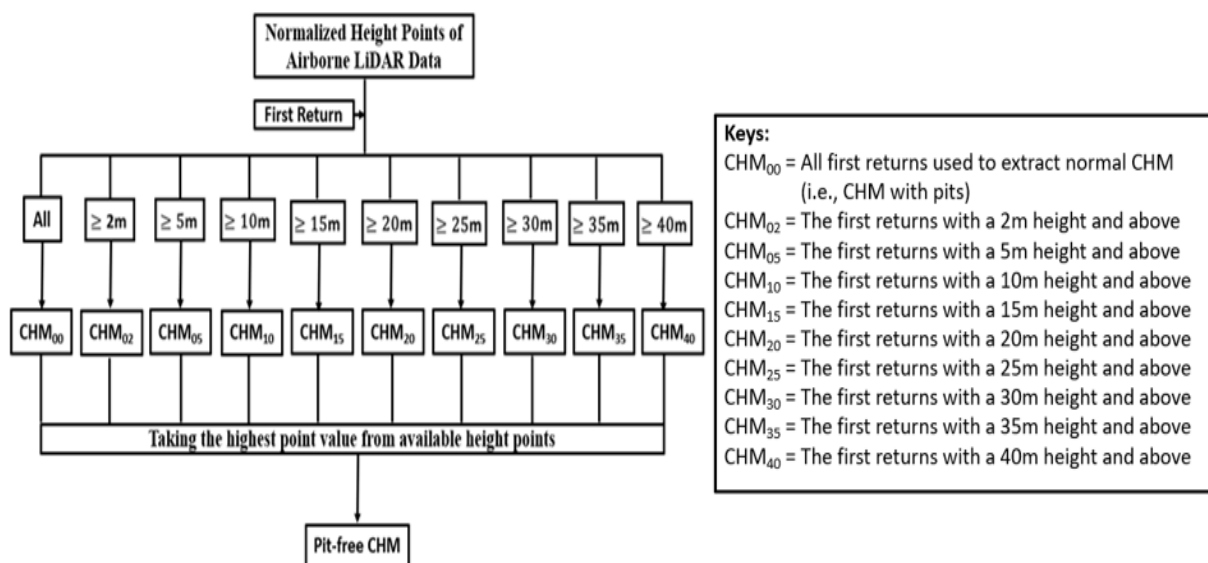 Normalized Height Points of
Airborne LiDAR Data
First Return
All
≥ 2m
≥ 5m
≥ 10m
≥ 15m
≥ 20m
≥ 25m
≥ 30m
≥ 35m
≥ 40m
CHM₀₀
CHM₀₂
CHM₀₅
CHM₁₀
CHM₁₅
CHM₂₀
CHM₂₅
CHM₃₀
CHM₃₅
CHM₄₀
Taking the highest point value from available height points
Pit-free CHM
Keys:
CHM₀₀ = All first returns used to extract normal CHM
(i.e., CHM with pits)
CHM₀₂ = The first returns with a 2m height and above
CHM₀₅ = The first returns with a 5m height and above
CHM₁₀ = The first returns with a 10m height and above
CHM₁₅ = The first returns with a 15m height and above
CHM₂₀ = The first returns with a 20m height and above
CHM₂₅ = The first returns with a 25m height and above
CHM₃₀ = The first returns with a 30m height and above
CHM₃₅ = The first returns with a 35m height and above
CHM₄₀ = The first returns with a 40m height and above